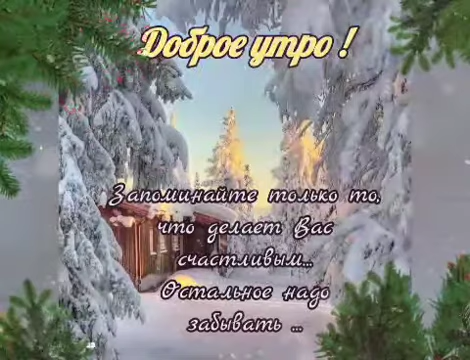 Доброе утро !
Запоминайте только то,
что делает Вас
счастливым...
Остальное надо
забывать ...